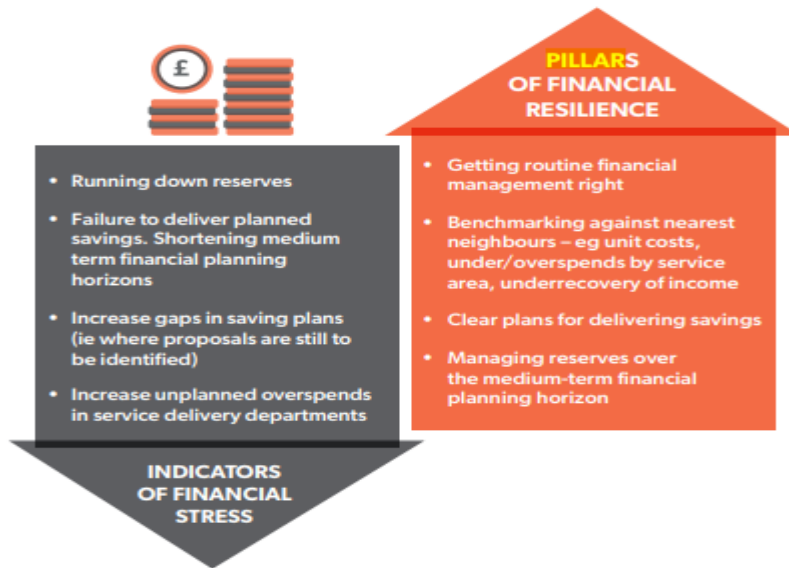 £
• Running down reserves
• Failure to deliver planned
savings. Shortening medium
term financial planning
horizons
• Increase gaps in saving plans
(ie where proposals are still to
be identified)
• Increase unplanned overspends
in service delivery departments
INDICATORS
OF FINANCIAL
STRESS
PILLARS
OF FINANCIAL
RESILIENCE
• Getting routine financial
management right
• Benchmarking against nearest
neighbours – eg unit costs,
under/overspends by service
area, underrecovery of income
• Clear plans for delivering savings
• Managing reserves over
the medium-term financial
planning horizon